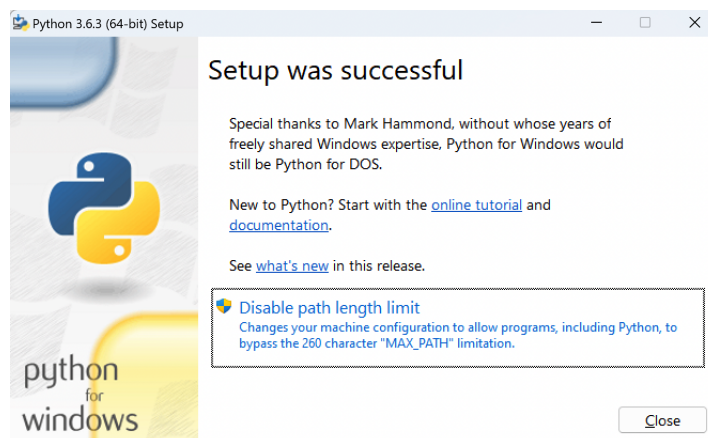 Python 3.6.3 (64-bit) Setup
Setup was successful
Special thanks to Mark Hammond, without whose years of
freely shared Windows expertise, Python for Windows would
still be Python for DOS.
New to Python? Start with the online tutorial and
documentation.
See what's new in this release.
Disable path length limit
Changes your machine configuration to allow programs, including Python, to
bypass the 260 character "MAX_PATH" limitation.
python
for
windows
Close